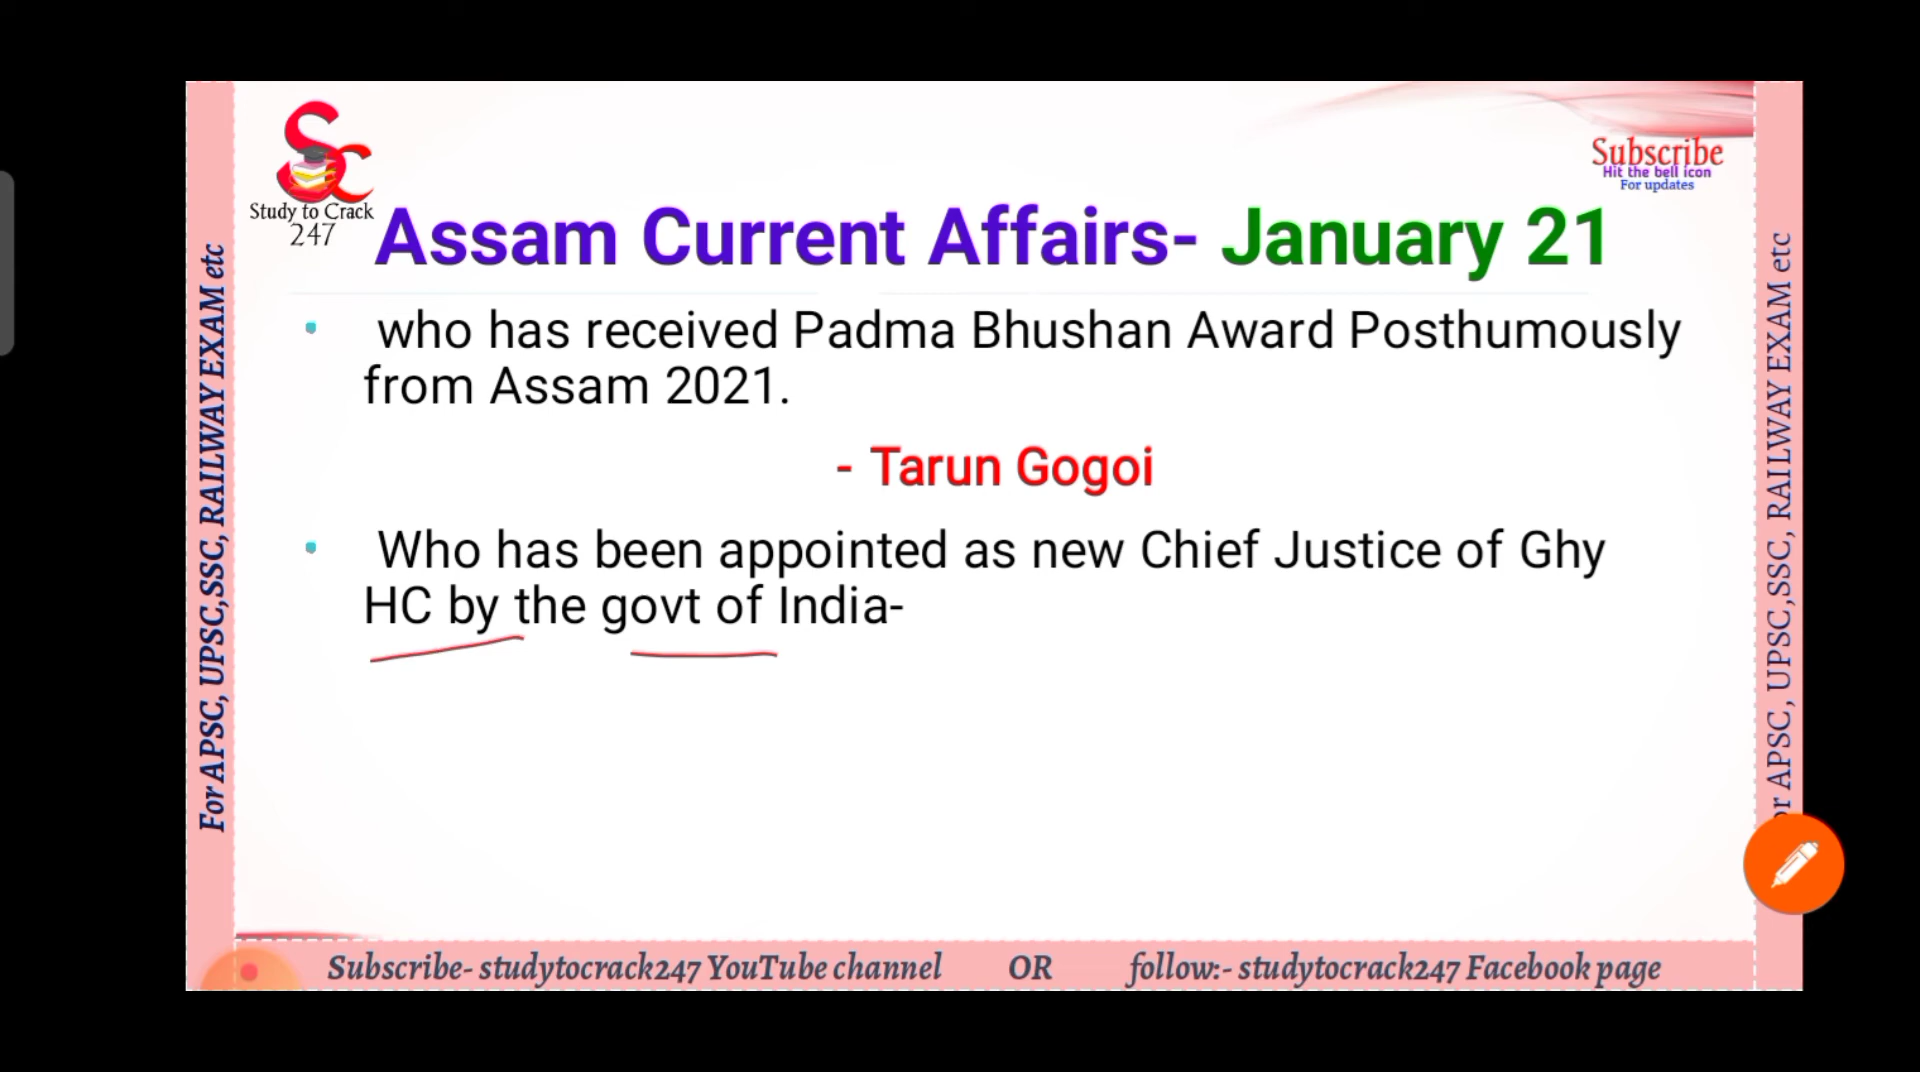 Study to Crack
247
Subscribe
Hit the bell icon
For updates
Assam Current Affairs- January 21
who has received Padma Bhushan Award Posthumously
from Assam 2021.
- Tarun Gogoi
Who has been appointed as new Chief Justice of Ghy
HC by the govt of India-
For APSC, UPSC,SSC, RAILWAY EXAM etc
or APSC, UPSC,SSC, RAILWAY EXAM etc
Subscribe- studytocrack247 YouTube channel OR follow:- studytocrack247 Facebook page